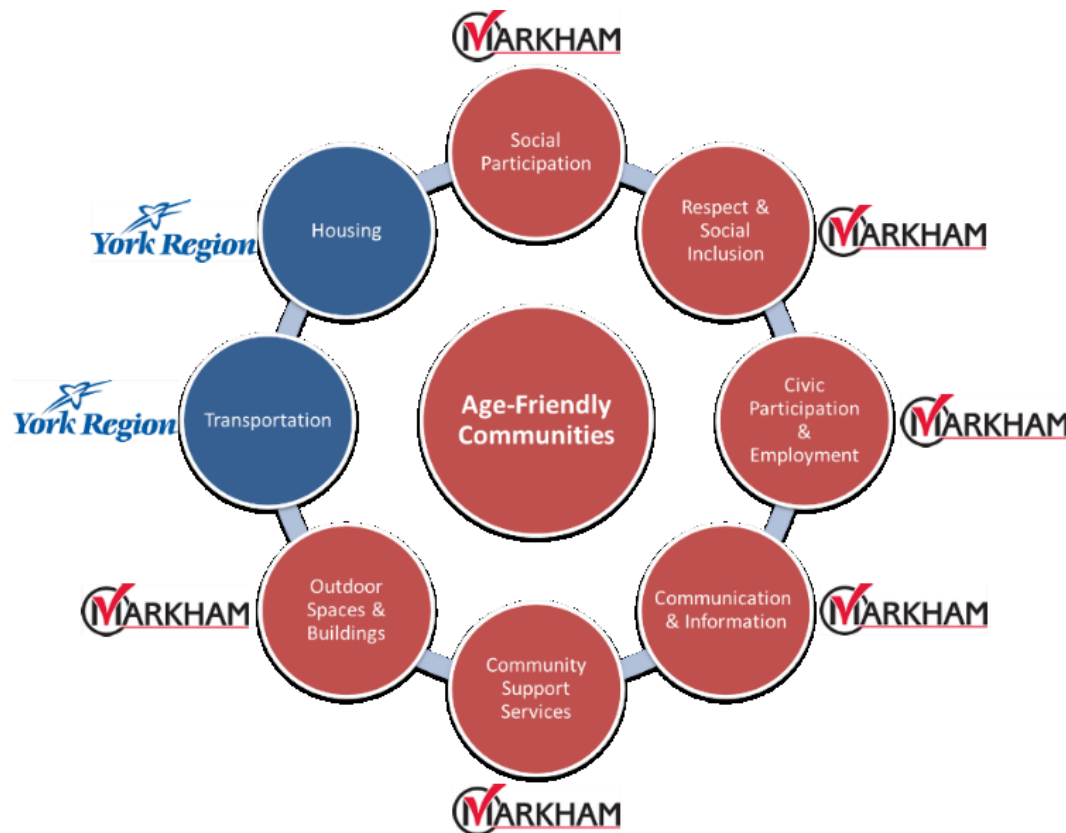 MARKHAM
Social
Participation
Respect &
Social
Inclusion
MARKHAM
Civic
Participation
&
Employment
MARKHAM
Communication
& Information
MARKHAM
Community
Support
Services
MARKHAM
Outdoor
Spaces &
Buildings
MARKHAM
Transportation
York Region
Housing
York Region
Age-Friendly
Communities